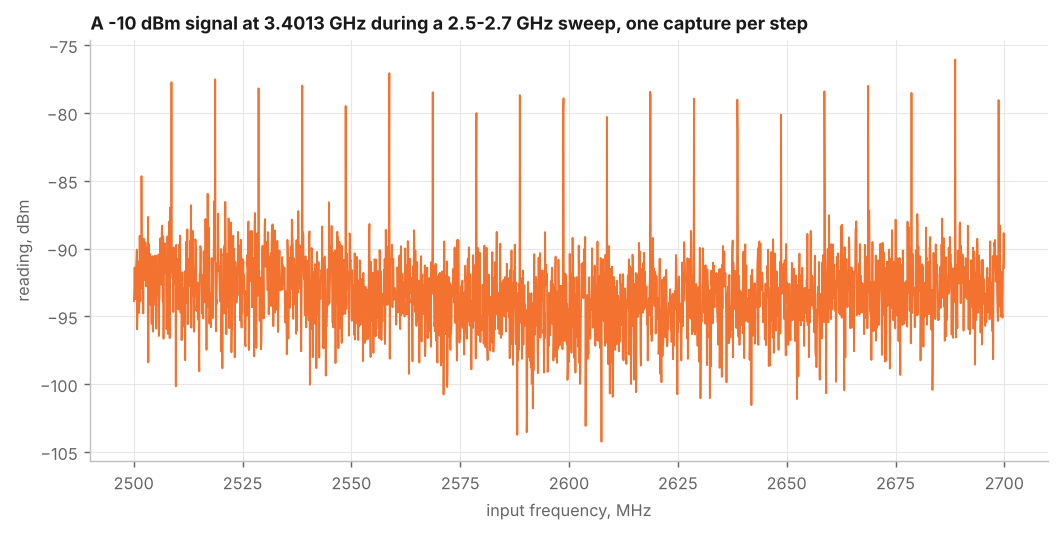 A -10 dBm signal at 3.4013 GHz during a 2.5-2.7 GHz sweep, one capture per step
−75
−80
−85
−90
−95
−100
−105
reading, dBm
2500 2525 2550 2575 2600 2625 2650 2675 2700
input frequency, MHz